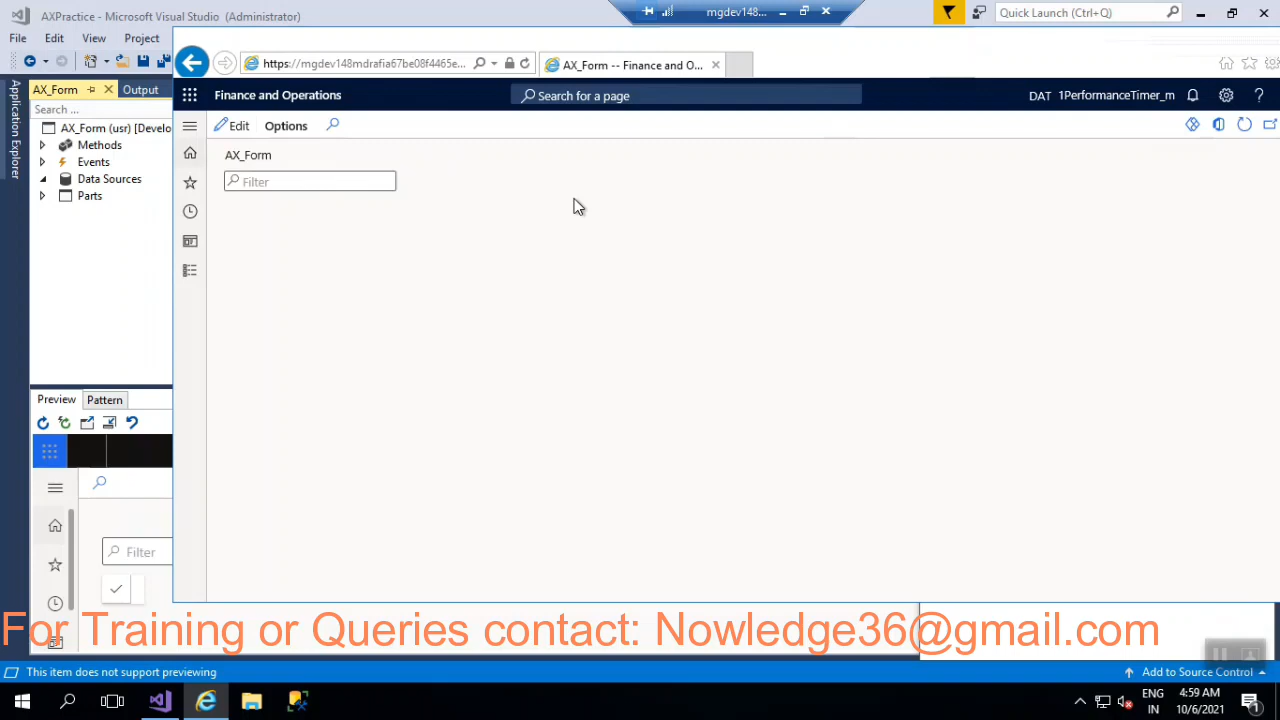 AXPractice - Microsoft Visual Studio (Administrator)
mgdev148...
Quick Launch (Ctrl+Q)
File Edit View Project
https://mgdev148mdrafia67be08f4465e...
AX_Form -- Finance and O...
AX_Form
Output
Search ...
Application Explorer
Finance and Operations
Search for a page
DAT 1PerformanceTimer_m
AX_Form (usr) [Develo
Methods
Events
Data Sources
Parts
Edit
Options
AX_Form
Filter
Preview Pattern
Filter
For Training or Queries contact: Nowledge36@gmail.com
This item does not support previewing
Add to Source Control
ENG
IN
4:59 AM
10/6/2021
1